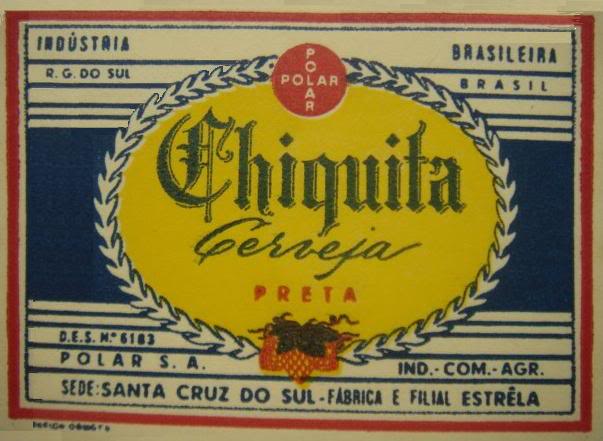 INDÚSTRIA
BRASILEIRA
R. G. DO SUL
BRASIL
POLAR
POLAR
Chiquita
Cerveja
PRETA
D.E.S. N.º 6183
POLAR S. A.
IND.-COM.-AGR.
SEDE: SANTA CRUZ DO SUL - FÁBRICA E FILIAL ESTRÊLA